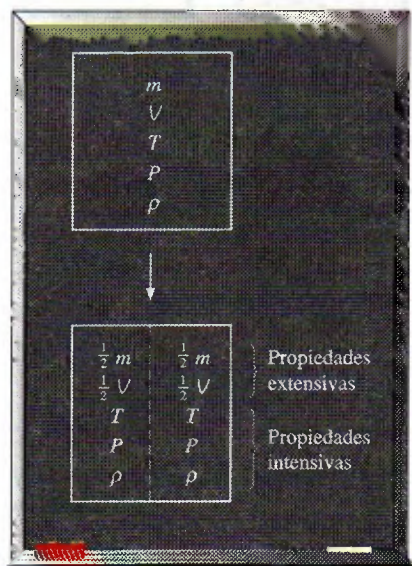 m
V
T
P
ρ
1/2 m 1/2 m
1/2 V 1/2 V
Propiedades
extensivas
T T
P P
ρ ρ
Propiedades
intensivas